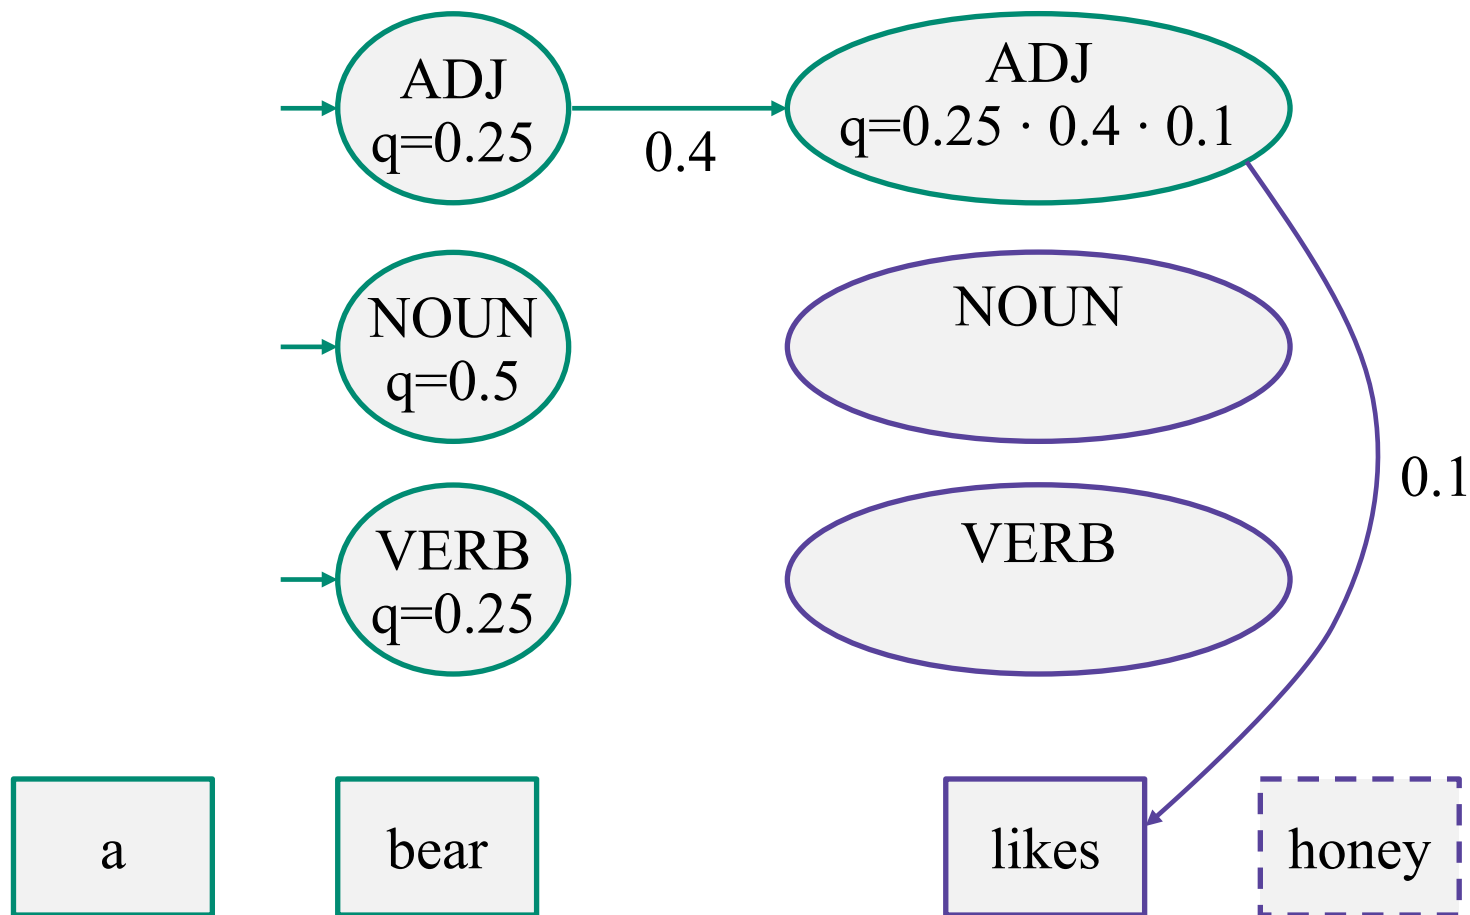 ADJ
q=0.25
0.4
ADJ
q=0.25 · 0.4 · 0.1
NOUN
q=0.5
NOUN
0.1
VERB
q=0.25
VERB
a
bear
likes
honey